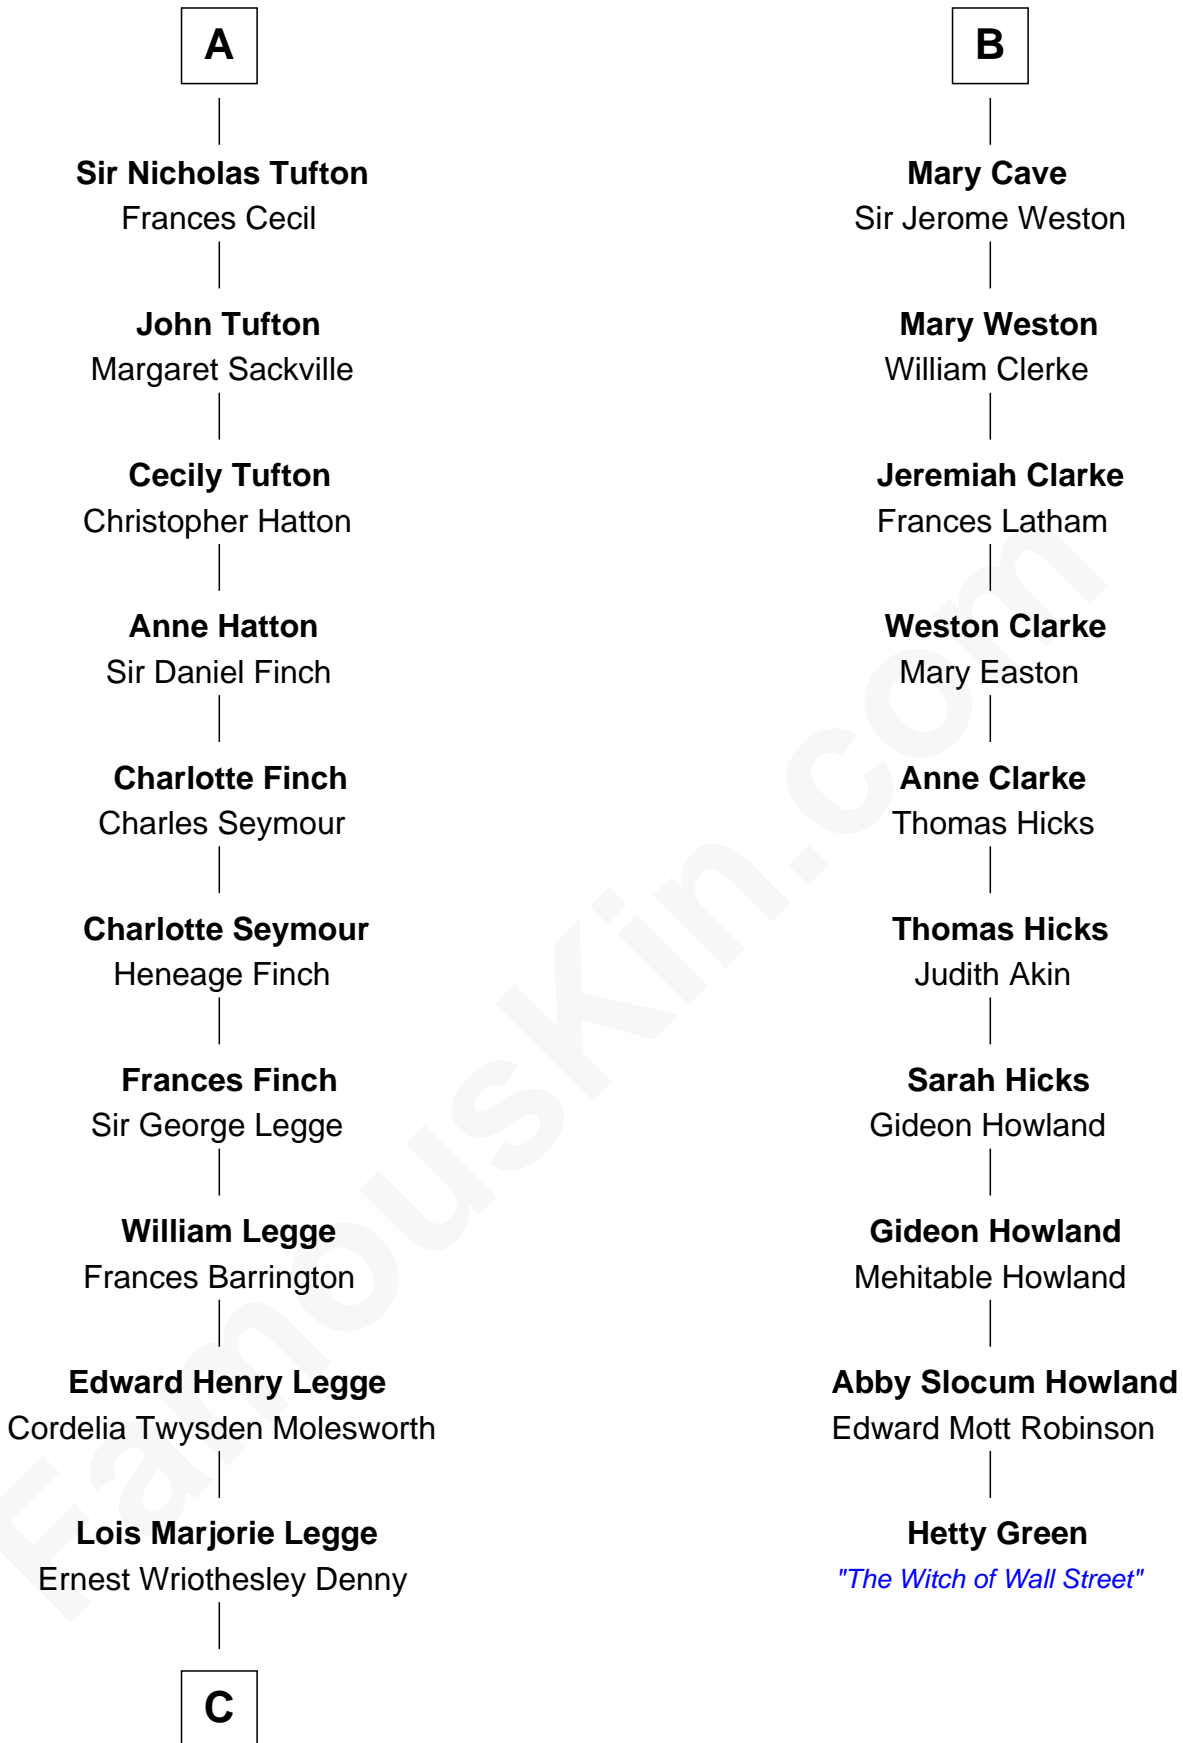 A
Sir Nicholas Tufton
Frances Cecil
John Tufton
Margaret Sackville
Cecily Tufton
Christopher Hatton
Anne Hatton
Sir Daniel Finch
Charlotte Finch
Charles Seymour
Charlotte Seymour
Heneage Finch
Frances Finch
Sir George Legge
William Legge
Frances Barrington
Edward Henry Legge
Cordelia Twysden Molesworth
Lois Marjorie Legge
Ernest Wriothesley Denny
C
B
Mary Cave
Sir Jerome Weston
Mary Weston
William Clerke
Jeremiah Clarke
Frances Latham
Weston Clarke
Mary Easton
Anne Clarke
Thomas Hicks
Thomas Hicks
Judith Akin
Sarah Hicks
Gideon Howland
Gideon Howland
Mehitable Howland
Abby Slocum Howland
Edward Mott Robinson
Hetty Green
"The Witch of Wall Street"
FamousKin.com